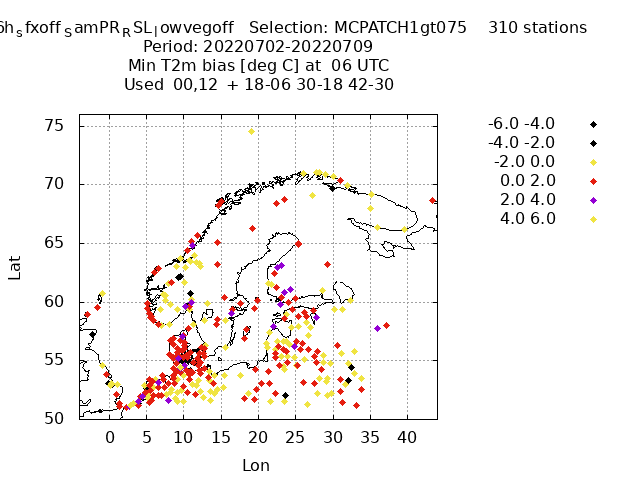 6h_sfxoff_SamPR_RSL_lowvegoff Selection: MCPATCH1gt075 310 stations
Period: 20220702-20220709
Min T2m bias [deg C] at 06 UTC
Used 00,12 + 18-06 30-18 42-30
-6.0 -4.0
-4.0 -2.0
-2.0 0.0
0.0 2.0
2.0 4.0
4.0 6.0
75
70
65
60
55
50
Lat
0 5 10 15 20 25 30 35 40
Lon